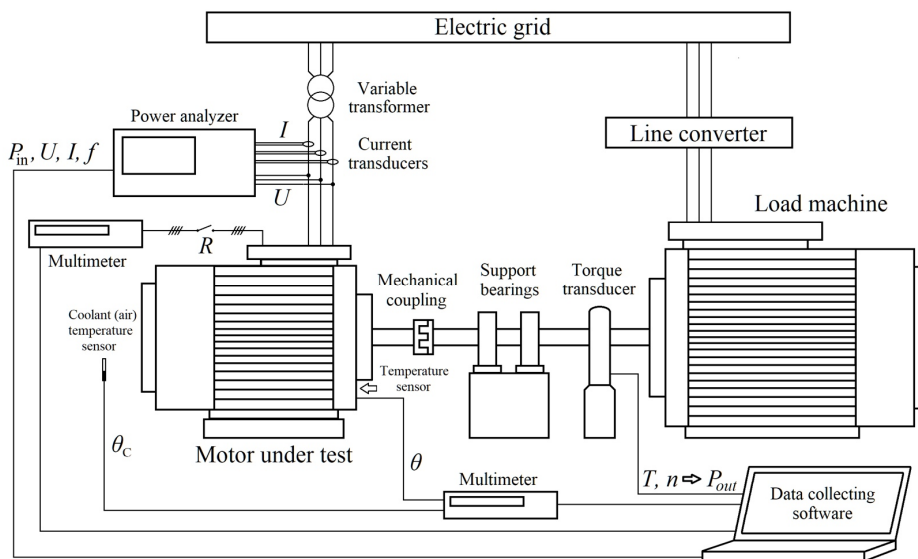 Electric grid
Variable
transformer
Power analyzer
I
Current
transducers
Line converter
P_in, U, I, f
U
Load machine
R
Multimeter
Mechanical
coupling
Support
bearings
Torque
transducer
Coolant (air)
temperature
sensor
Temperature
sensor
θ_C
Motor under test
θ
Multimeter
T, n ⇨ P_out
Data collecting
software